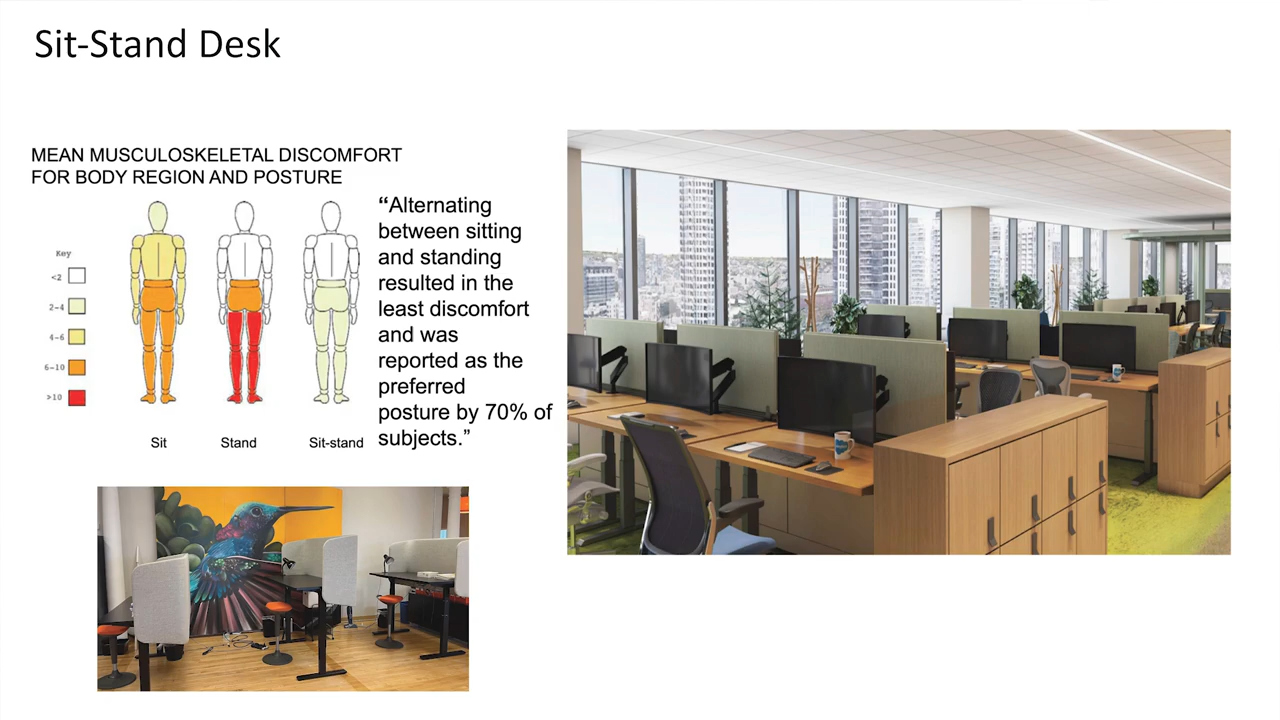 Sit-Stand Desk
MEAN MUSCULOSKELETAL DISCOMFORT
FOR BODY REGION AND POSTURE
Key
<2
2-4
4-6
6-10
>10
Sit
Stand
Sit-stand
“Alternating
between sitting
and standing
resulted in the
least discomfort
and was
reported as the
preferred
posture by 70% of
subjects.”